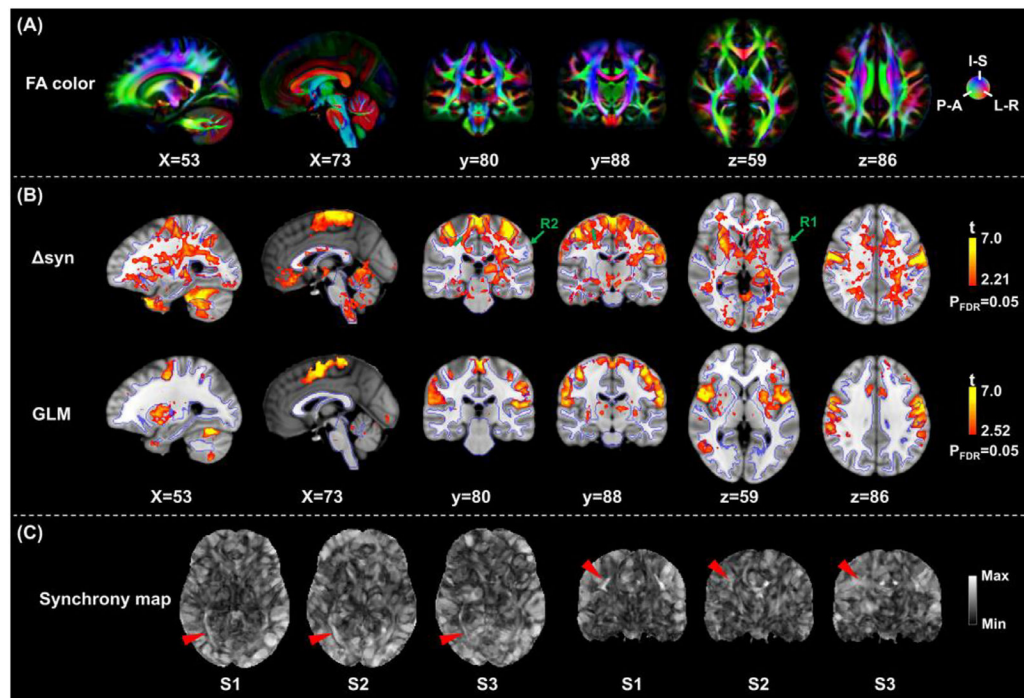 (A)
FA color
I-S
P-A
L-R
X=53 X=73 y=80 y=88 z=59 z=86
(B)
Δsyn
R2
R1
t
7.0
2.21
PFDR=0.05
GLM
t
7.0
2.52
PFDR=0.05
X=53 X=73 y=80 y=88 z=59 z=86
(C)
Synchrony map
Max
Min
S1 S2 S3 S1 S2 S3